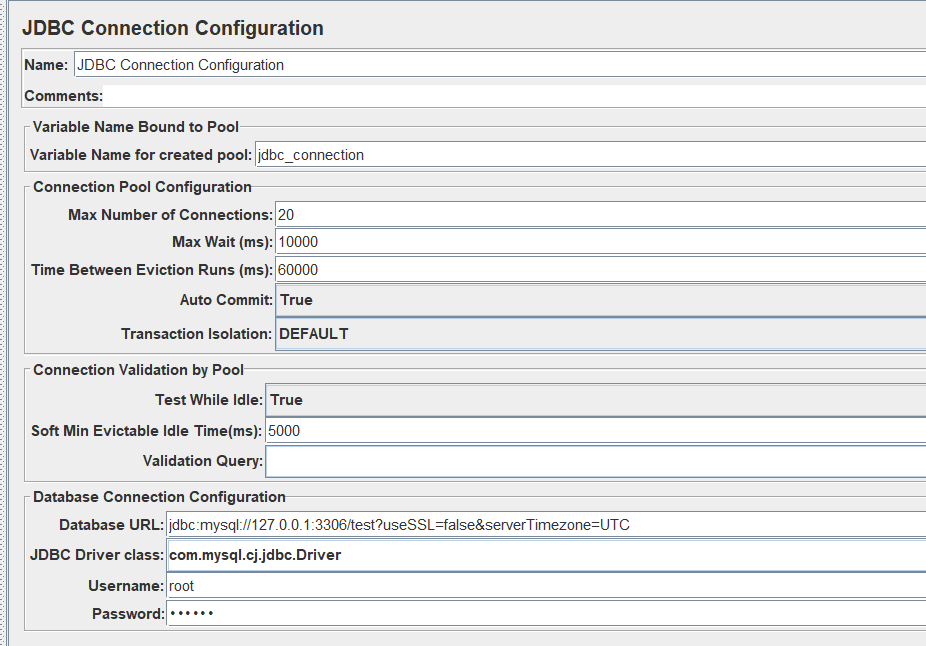 JDBC Connection Configuration
Name: JDBC Connection Configuration
Comments:
Variable Name Bound to Pool
Variable Name for created pool: jdbc_connection
Connection Pool Configuration
Max Number of Connections: 20
Max Wait (ms): 10000
Time Between Eviction Runs (ms): 60000
Auto Commit: True
Transaction Isolation: DEFAULT
Connection Validation by Pool
Test While Idle: True
Soft Min Evictable Idle Time(ms): 5000
Validation Query:
Database Connection Configuration
Database URL: jdbc:mysql://127.0.0.1:3306/test?useSSL=false&serverTimezone=UTC
JDBC Driver class: com.mysql.cj.jdbc.Driver
Username: root
Password: ••••••